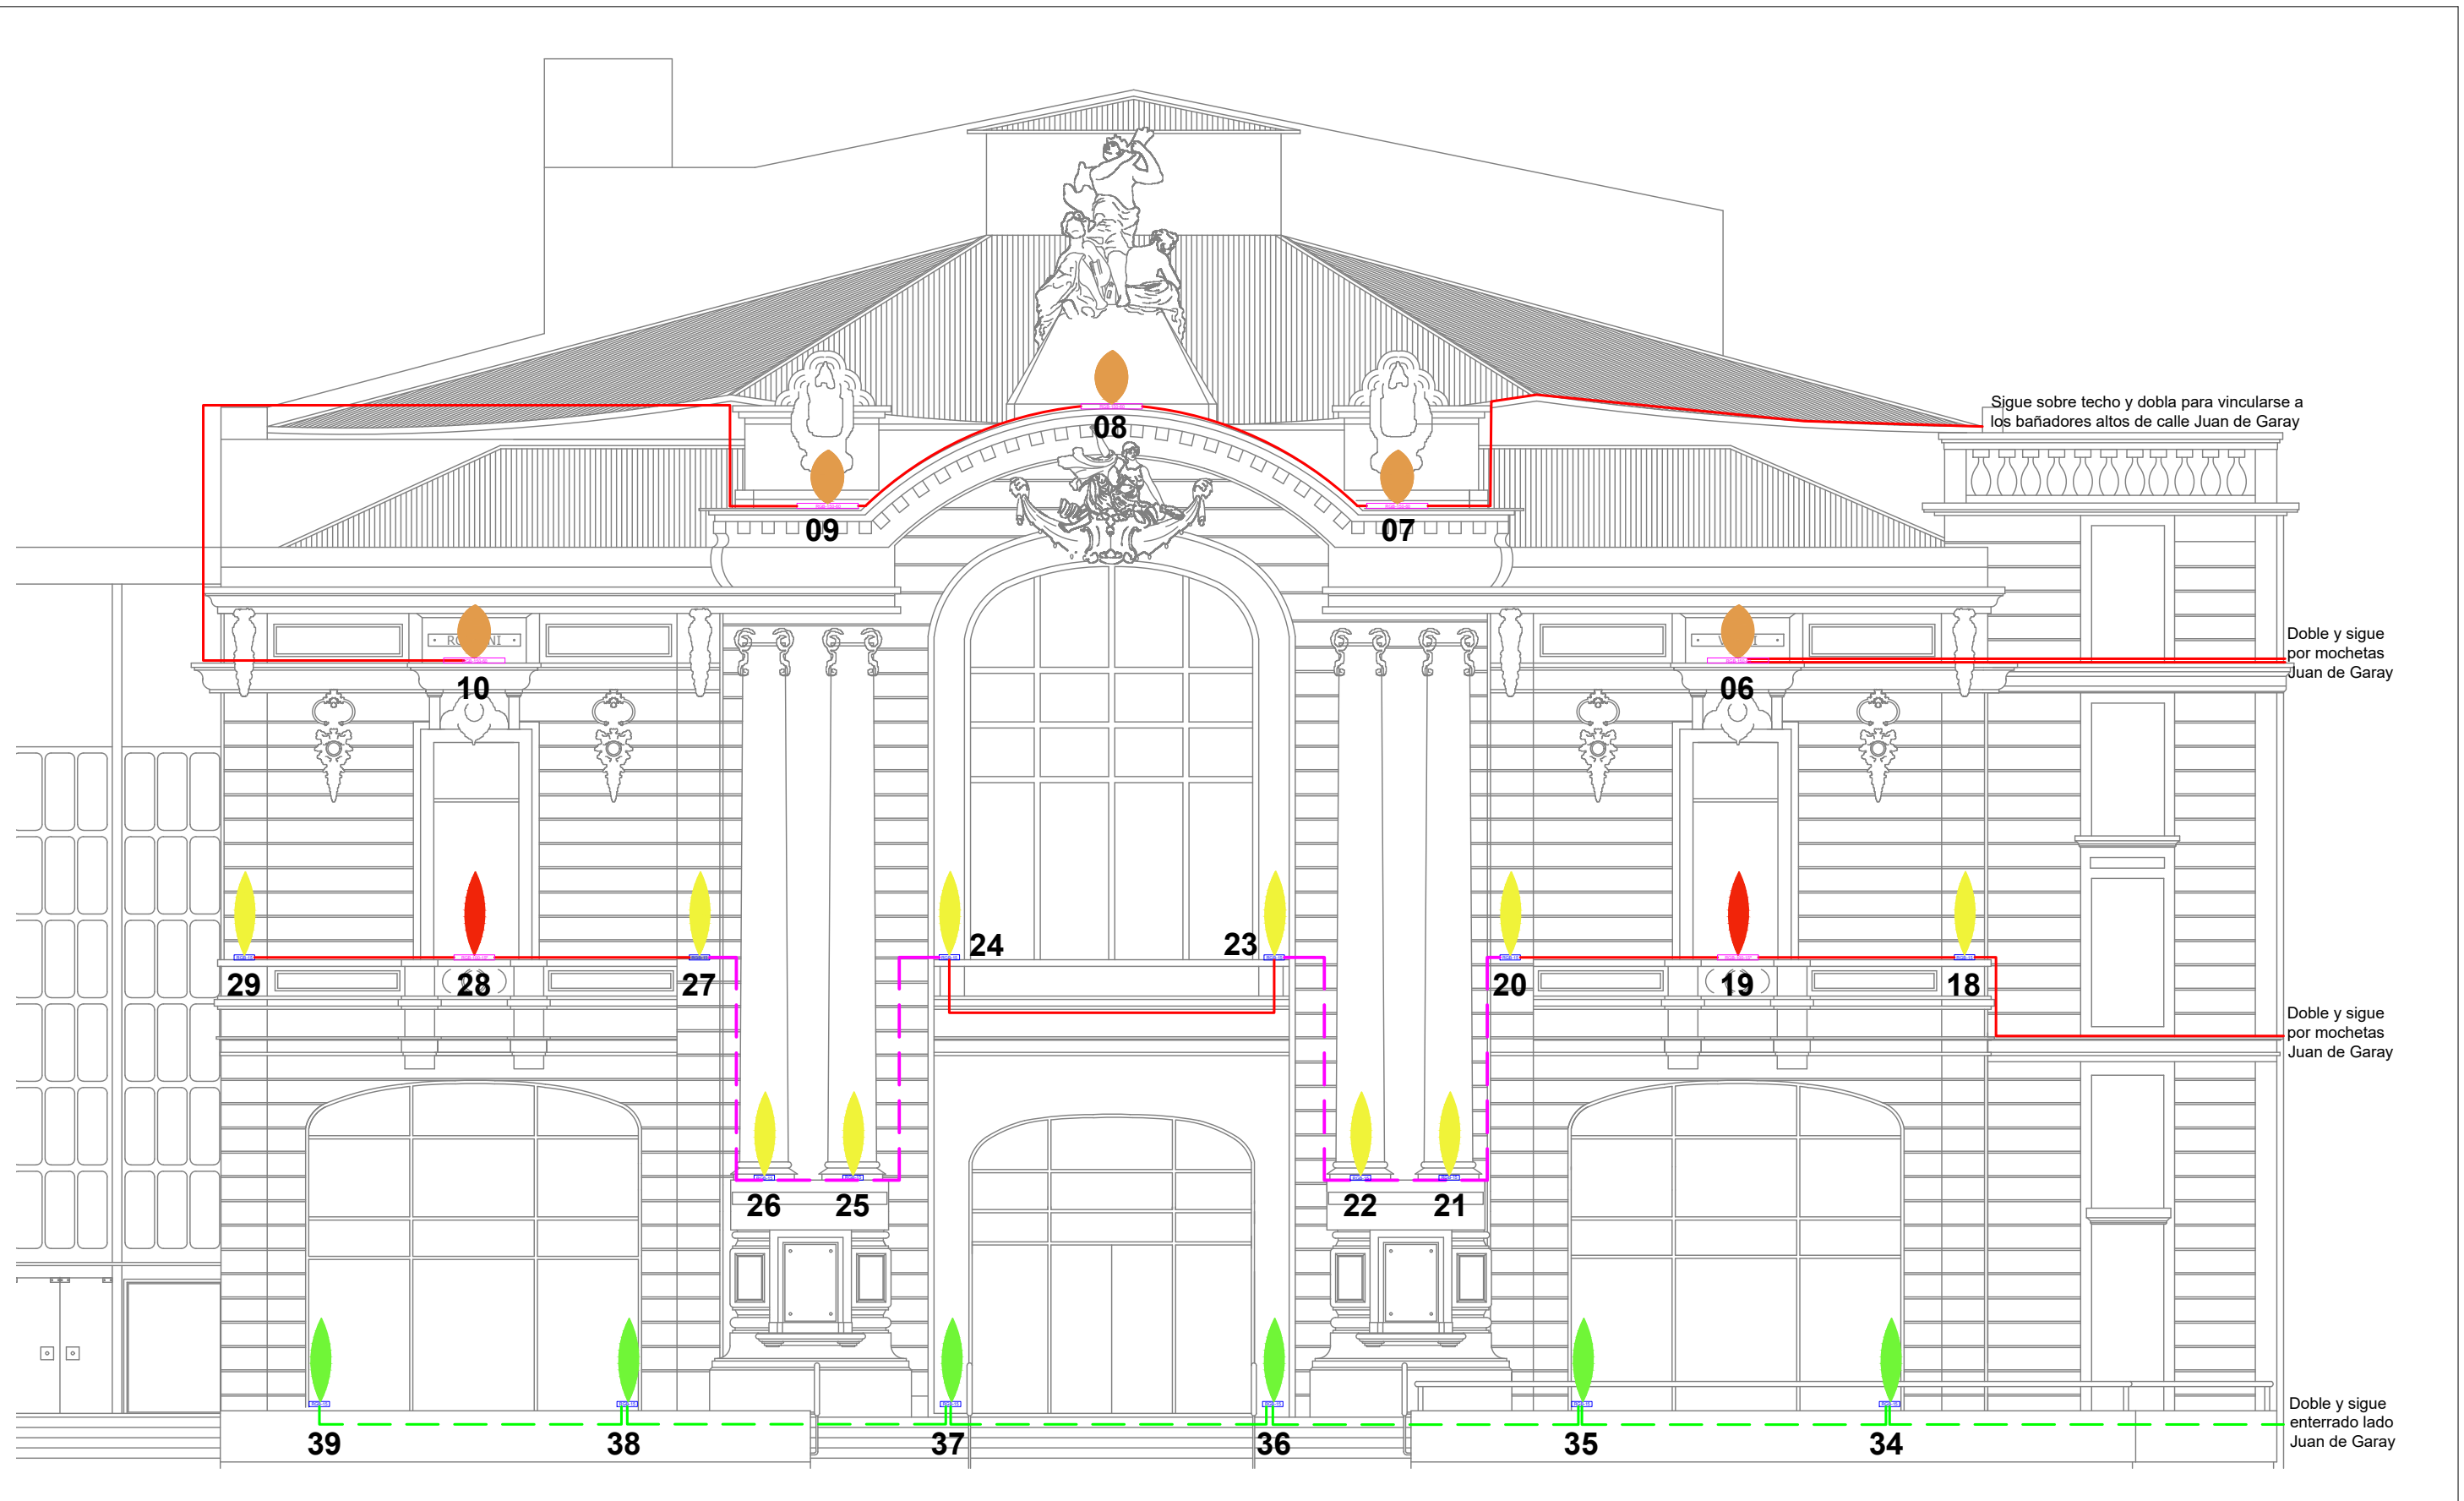 Sigue sobre techo y dobla para vincularse a
los bañadores altos de calle Juan de Garay
08
09
07
Doble y sigue
por mochetas
Juan de Garay
10
06
24
23
29
28
27
20
19
18
Doble y sigue
por mochetas
Juan de Garay
26
25
22
21
Doble y sigue
enterrado lado
Juan de Garay
39
38
37
36
35
34